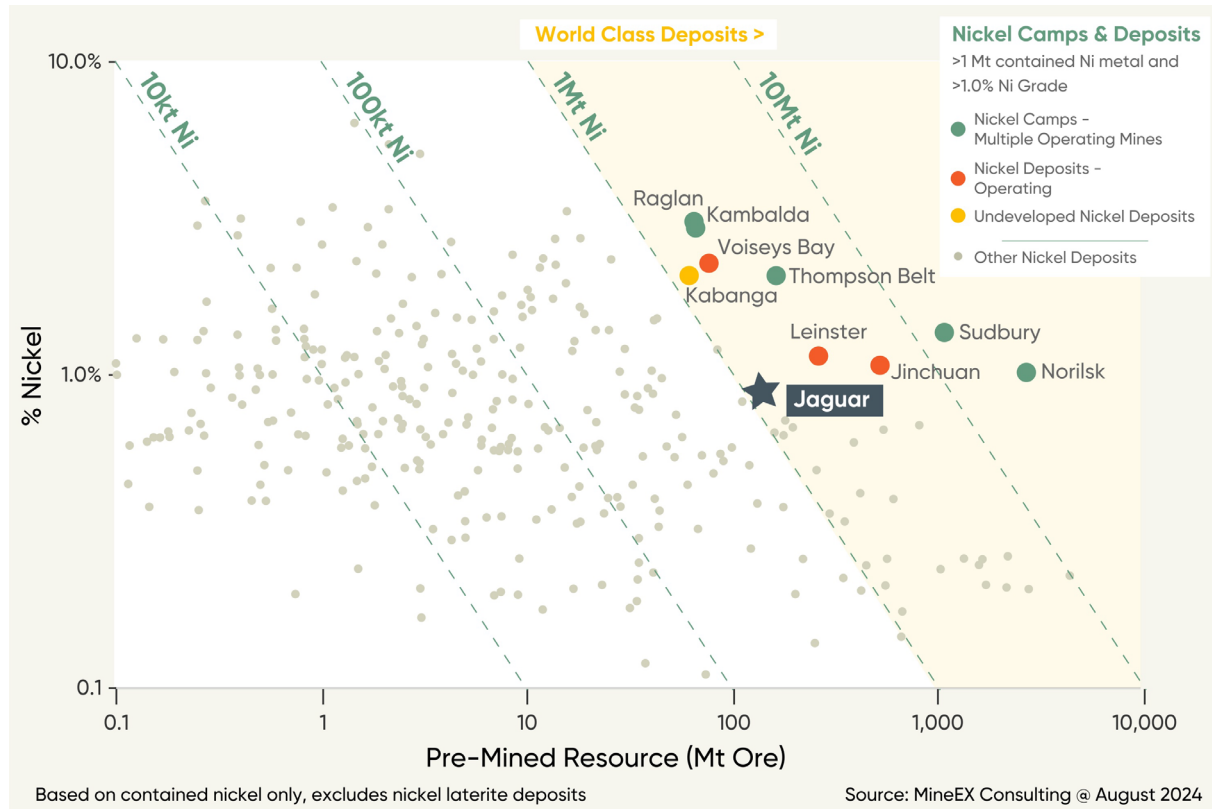 World Class Deposits >
Nickel Camps & Deposits
>1 Mt contained Ni metal and
>1.0% Ni Grade
Nickel Camps -
Multiple Operating Mines
Nickel Deposits -
Operating
Undeveloped Nickel Deposits
Other Nickel Deposits
10.0%
1.0%
0.1
% Nickel
10kt Ni
100kt Ni
1Mt Ni
10Mt Ni
Raglan
Kambalda
Voiseys Bay
Thompson Belt
Kabanga
Leinster
Sudbury
Jinchuan
Norilsk
Jaguar
0.1
1
10
100
1,000
10,000
Pre-Mined Resource (Mt Ore)
Based on contained nickel only, excludes nickel laterite deposits
Source: MineEX Consulting @ August 2024